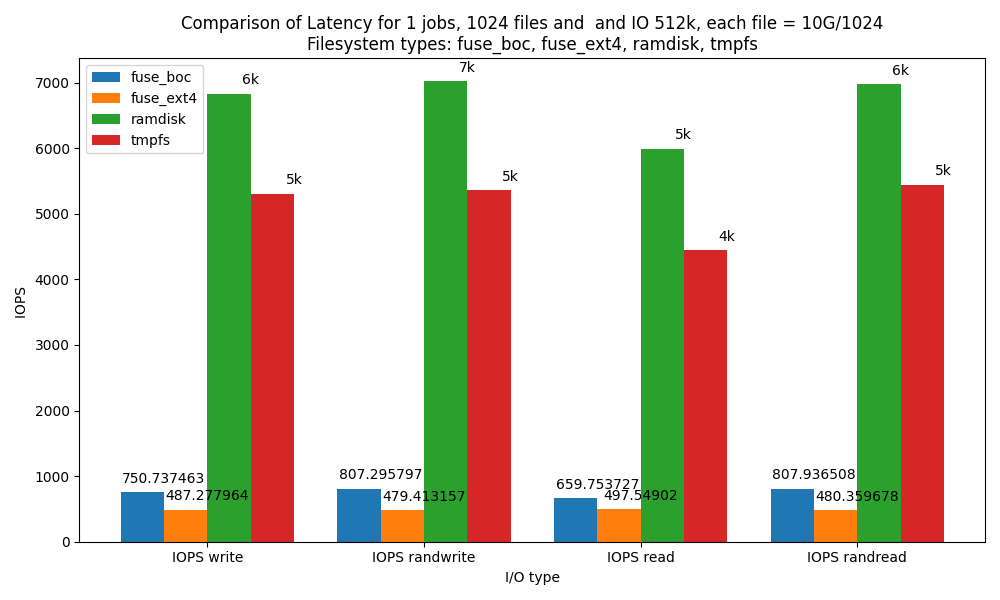 Comparison of Latency for 1 jobs, 1024 files and  and IO 512k, each file = 10G/1024
Filesystem types: fuse_boc, fuse_ext4, ramdisk, tmpfs
fuse_boc
fuse_ext4
ramdisk
tmpfs
IOPS
7000
6000
5000
4000
3000
2000
1000
0
750.737463
487.277964
6k
5k
807.295797
479.413157
7k
5k
659.753727
497.54902
5k
4k
807.936508
480.359678
6k
5k
IOPS write
IOPS randwrite
IOPS read
IOPS randread
I/O type